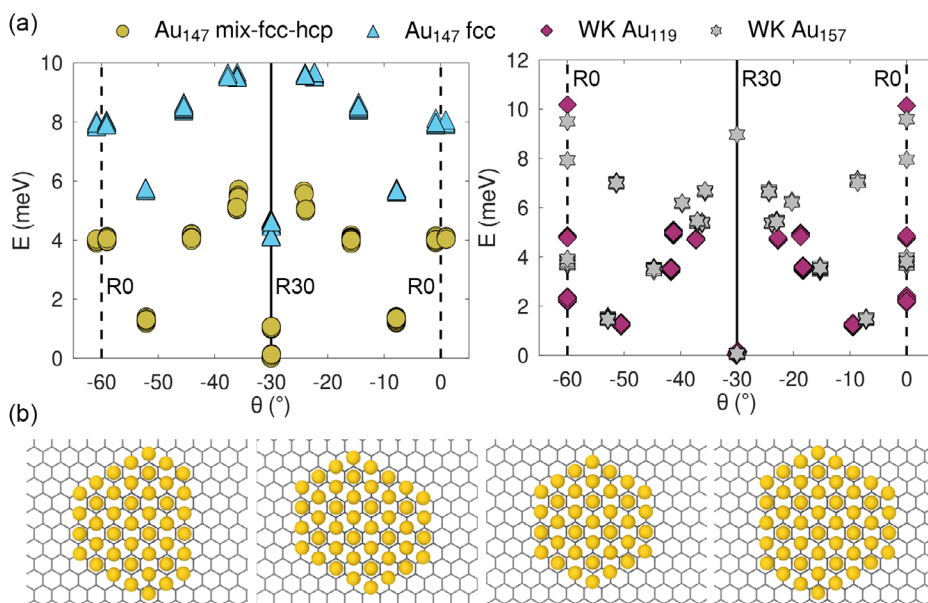 (a) Au147 mix-fcc-hcp Au147 fcc WK Au119 WK Au157
10
8
6
4
2
0
E (meV)
R0
R30
R0
-60 -50 -40 -30 -20 -10 0
θ (°)
12
10
8
6
4
2
0
E (meV)
R0
R30
R0
-60 -50 -40 -30 -20 -10 0
θ (°)
(b)